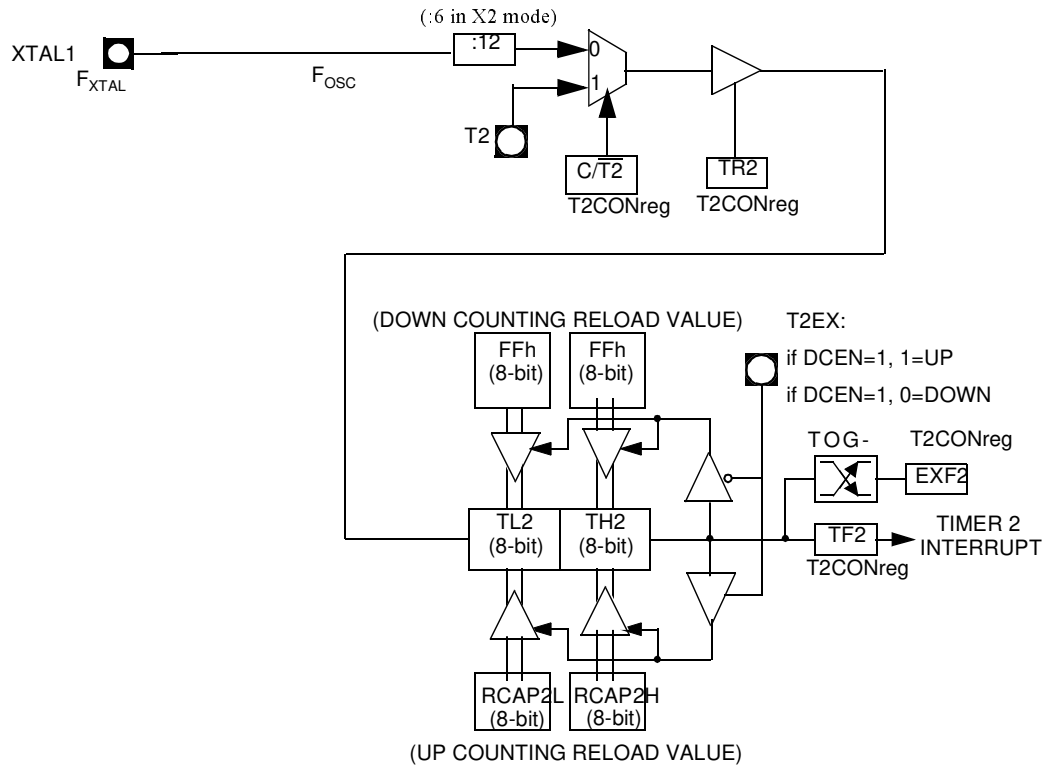 (:6 in X2 mode)
XTAL1
:12
0
FXTAL
FOSC
1
T2
C/T2
TR2
T2CONreg
T2CONreg
(DOWN COUNTING RELOAD VALUE)
T2EX:
FFh
(8-bit)
FFh
(8-bit)
if DCEN=1, 1=UP
if DCEN=1, 0=DOWN
TOG-
T2CONreg
EXF2
TL2
(8-bit)
TH2
(8-bit)
TF2
TIMER 2
INTERRUPT
T2CONreg
RCAP2L
(8-bit)
RCAP2H
(8-bit)
(UP COUNTING RELOAD VALUE)